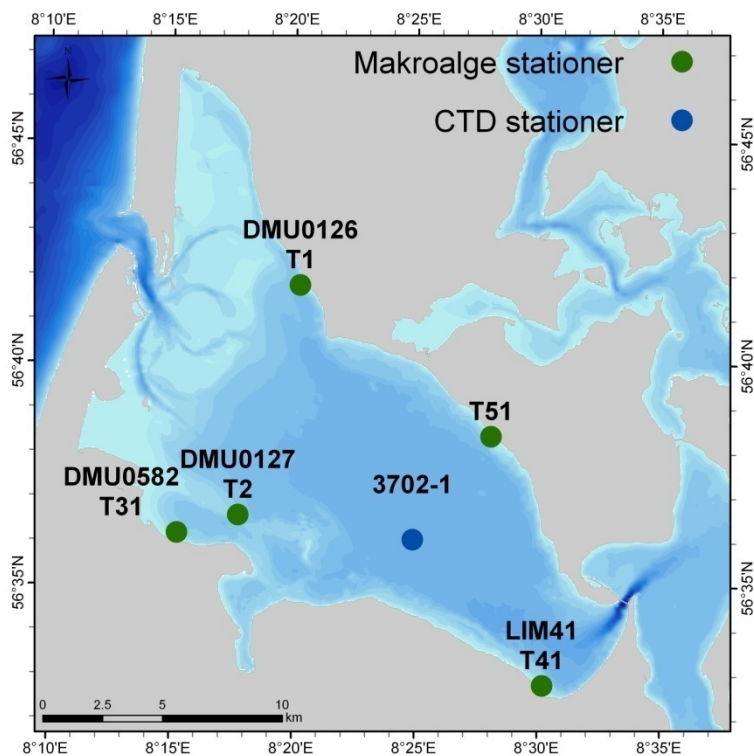 8°10'E 8°15'E 8°20'E 8°25'E 8°30'E 8°35'E
N
Makroalge stationer
CTD stationer
56°45'N
56°45'N
DMU0126
T1
56°40'N
56°40'N
T51
DMU0127
T2
DMU0582
T31
3702-1
56°35'N
56°35'N
LIM41
T41
0 2.5 5 10
km
8°10'E 8°15'E 8°20'E 8°25'E 8°30'E 8°35'E